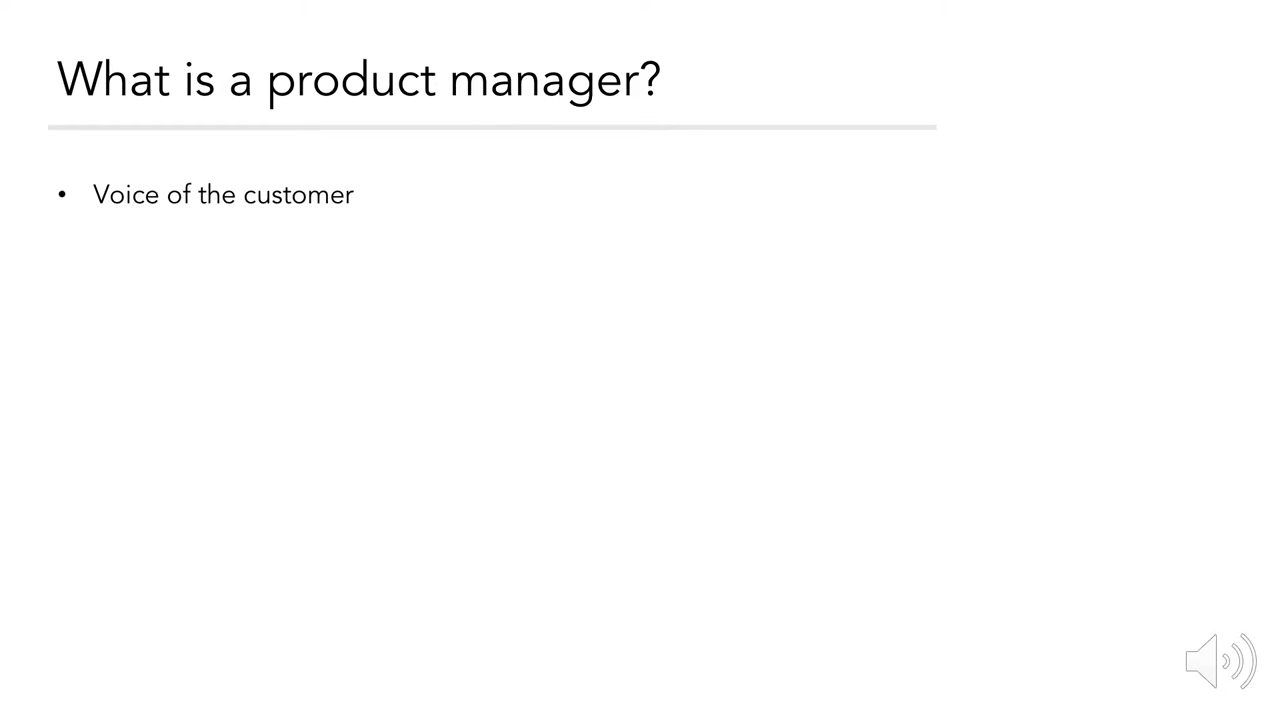 What is a product manager?
• Voice of the customer